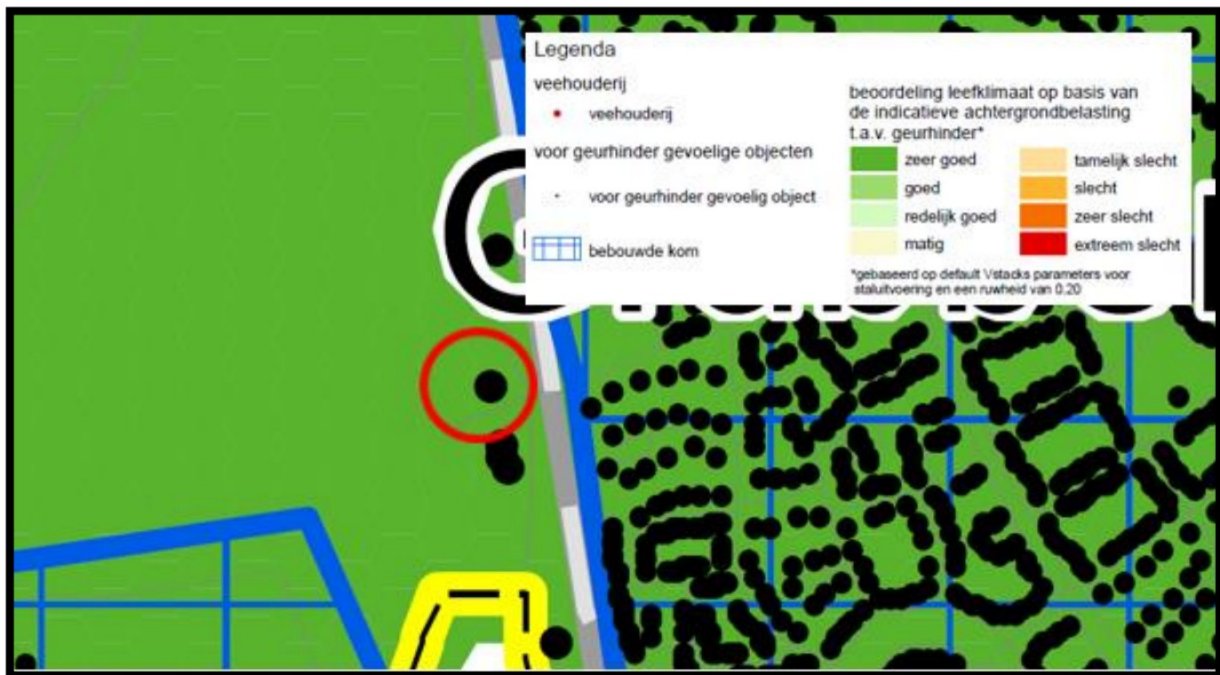 Legenda
veehouderij
veehouderij
voor geurhinder gevoelige objecten
voor geurhinder gevoelig object
bebouwde kom
beoordeling leefklimaat op basis van
de indicatieve achtergrondbelasting
t.a.v. geurhinder*
zeer goed
goed
redelijk goed
matig
tamelijk slecht
slecht
zeer slecht
extreem slecht
*gebaseerd op default Vstacks parameters voor
staluitvoering en een ruwheid van 0.20